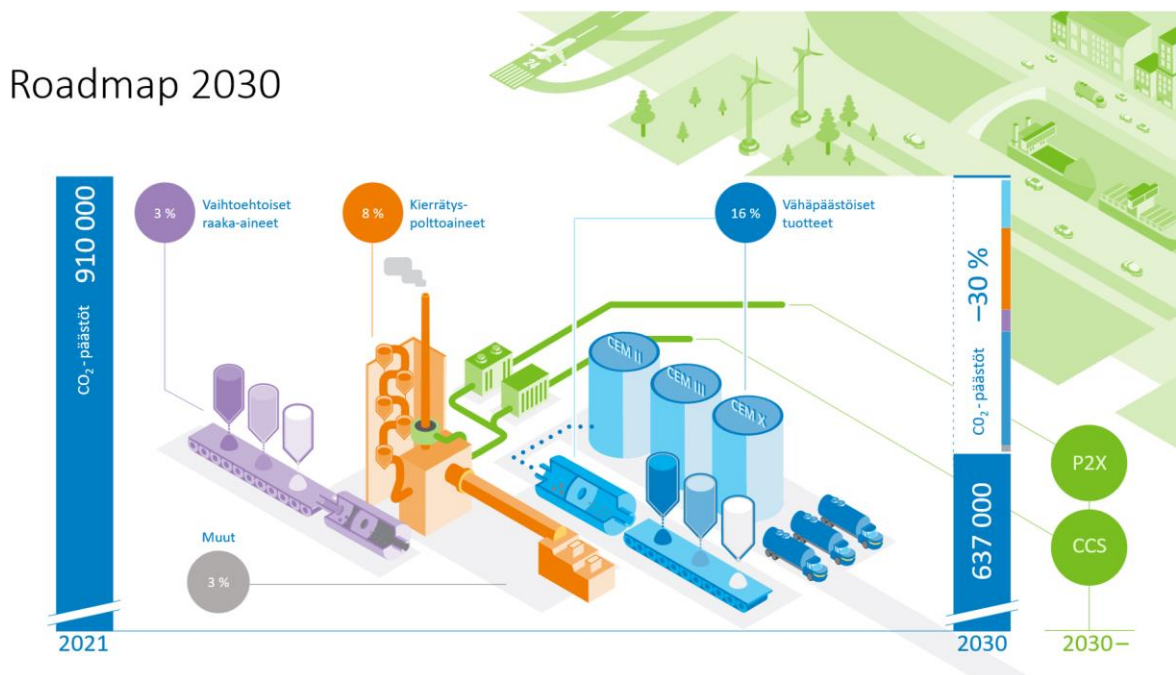 Roadmap 2030
24
910 000
CO₂ - päästöt
2021
3 %
Vaihtoehtoiset
raaka-aineet
8 %
Kierrätys-
polttoaineet
16 %
Vähäpäästöiset
tuotteet
CEM II
CEM III
CEM X
Muut
3 %
–30 %
CO₂ - päästöt
637 000
2030
P2X
CCS
2030 –